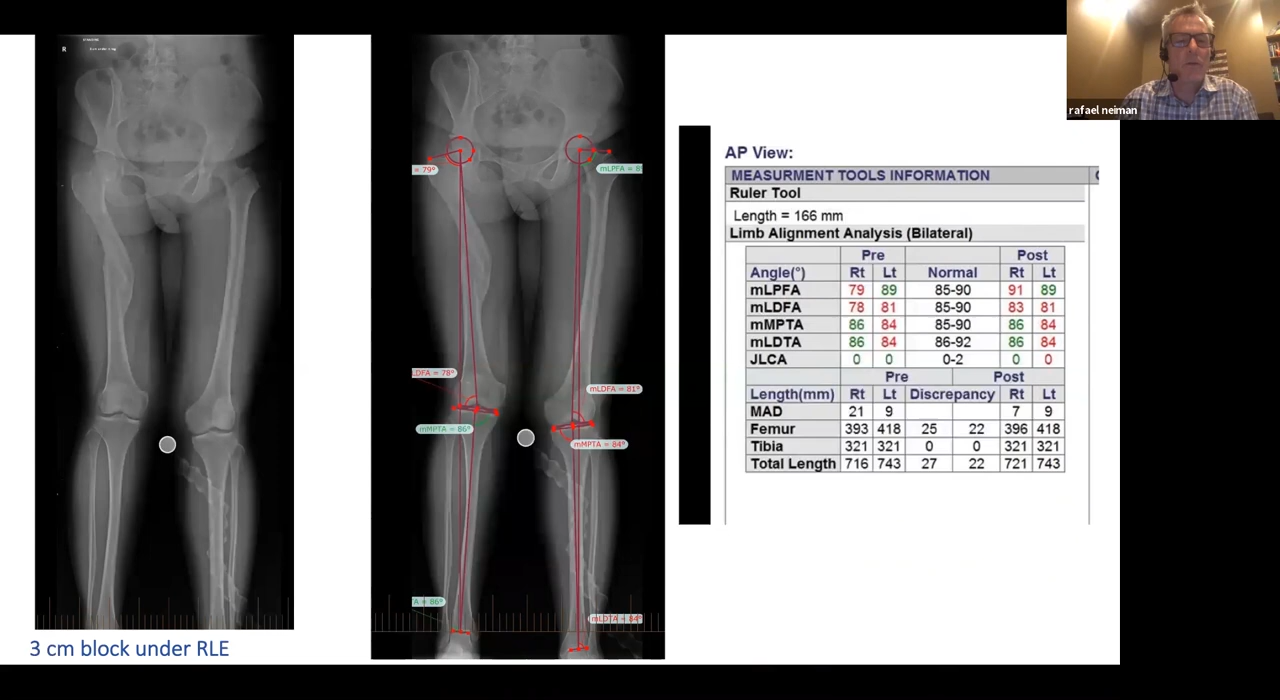 R
rafael neiman
= 79°
mLPFA = 8
LDFA = 78°
mLDFA = 81°
mMPTA = 86°
mMPTA = 84°
TA = 86°
mLDTA = 84°
3 cm block under RLE
AP View:
MEASURMENT TOOLS INFORMATION
Ruler Tool
Length = 166 mm
Limb Alignment Analysis (Bilateral)
Pre Post
Angle(°) Rt Lt Normal Rt Lt
mLPFA 79 89 85-90 91 89
mLDFA 78 81 85-90 83 81
mMPTA 86 84 85-90 86 84
mLDTA 86 84 86-92 86 84
JLCA 0 0 0-2 0 0
Pre Post
Length(mm) Rt Lt Discrepancy Rt Lt
MAD 21 9 7 9
Femur 393 418 25 22 396 418
Tibia 321 321 0 0 321 321
Total Length 716 743 27 22 721 743